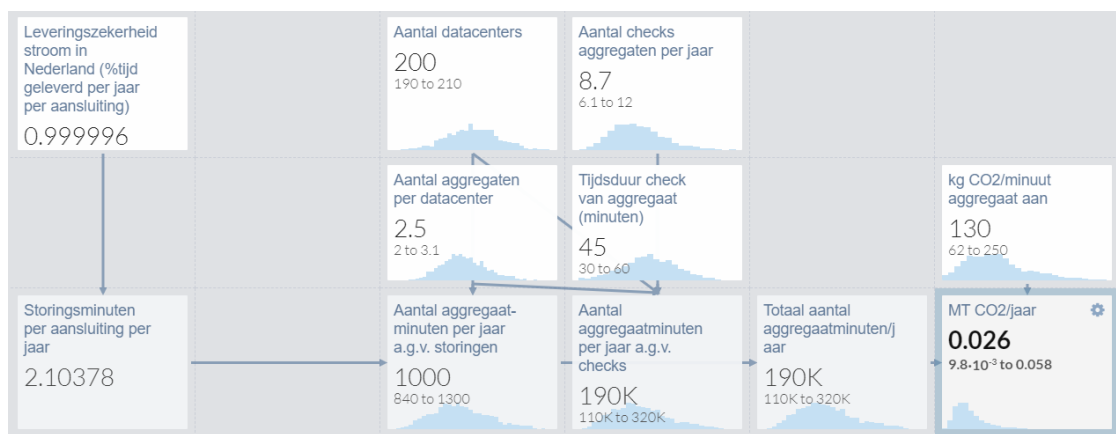 Leveringszekerheid
stroom in
Nederland (%tijd
geleverd per jaar
per aansluiting)
0.999996
Aantal datacenters
200
190 to 210
Aantal checks
aggregaten per jaar
8.7
6.1 to 12
Aantal aggregaten
per datacenter
2.5
2 to 3.1
Tijdsduur check
van aggregaat
(minuten)
45
30 to 60
kg CO2/minuut
aggregaat aan
130
62 to 250
Storingsminuten
per aansluiting per
jaar
2.10378
Aantal aggregaat-
minuten per jaar
a.g.v. storingen
1000
840 to 1300
Aantal
aggregaatminuten
per jaar a.g.v.
checks
190K
110K to 320K
Totaal aantal
aggregaatminuten/j
aar
190K
110K to 320K
MT CO2/jaar
0.026
9.8·10⁻³ to 0.058